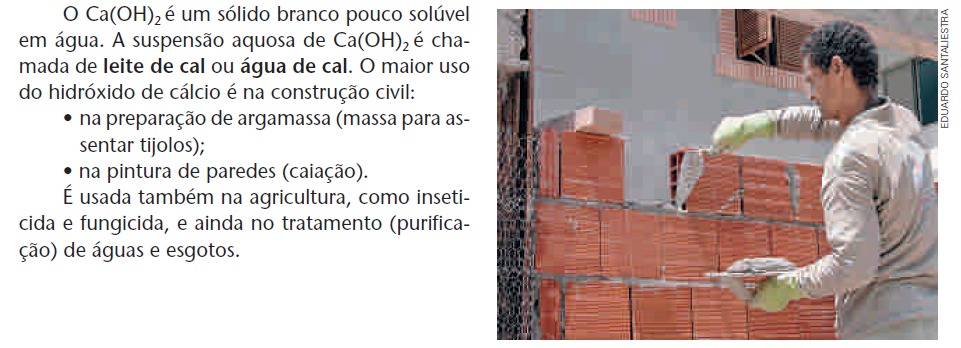 O Ca(OH)₂ é um sólido branco pouco solúvel
em água. A suspensão aquosa de Ca(OH)₂ é cha-
mada de leite de cal ou água de cal. O maior uso
do hidróxido de cálcio é na construção civil:
• na preparação de argamassa (massa para as-
sentar tijolos);
• na pintura de paredes (caiação).
É usada também na agricultura, como inseti-
cida e fungicida, e ainda no tratamento (purifica-
ção) de águas e esgotos.
EDUARDO SANTALIESTRA